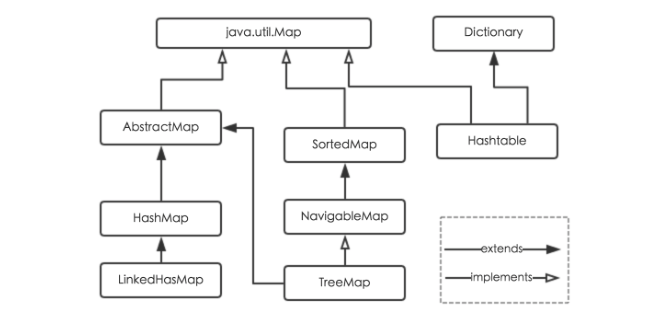 java.util.Map
Dictionary
AbstractMap
SortedMap
Hashtable
HashMap
NavigableMap
LinkedHasMap
TreeMap
extends
implements